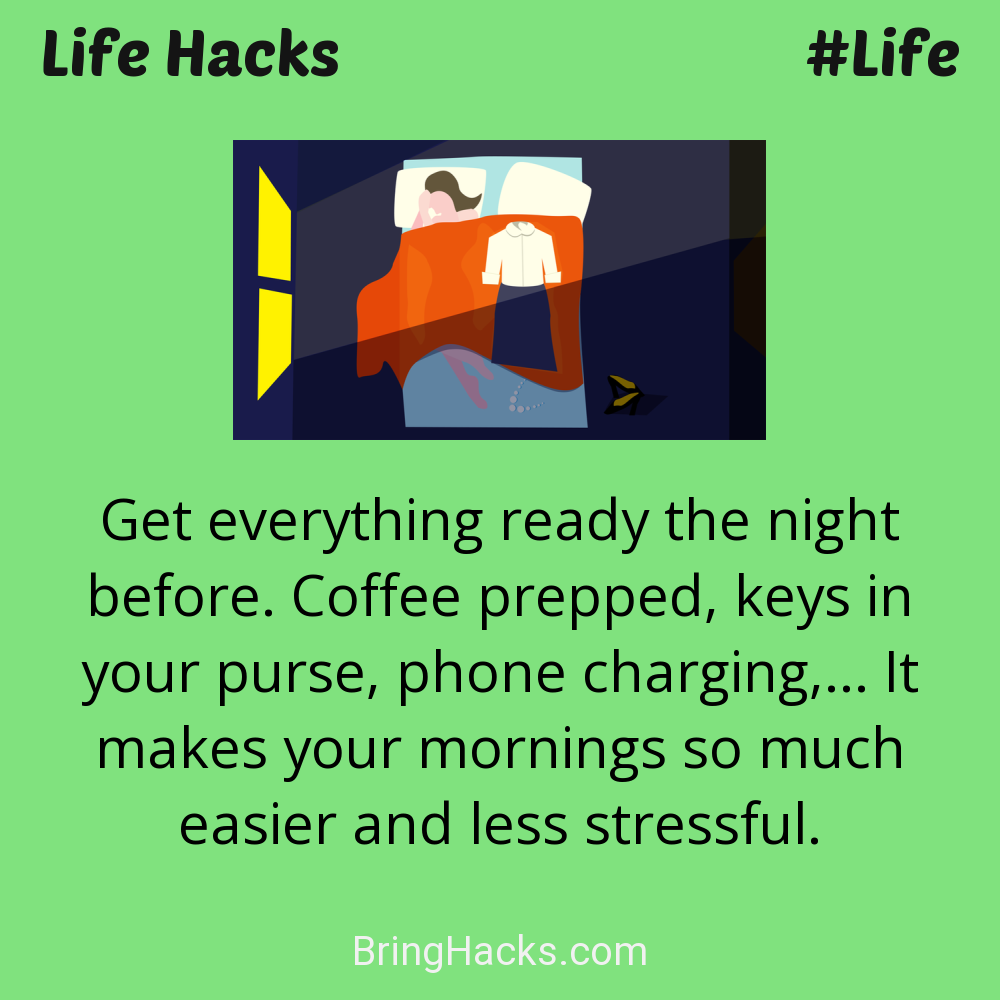 Life Hacks
#Life
Get everything ready the night
before. Coffee prepped, keys in
your purse, phone charging,... It
makes your mornings so much
easier and less stressful.
BringHacks.com